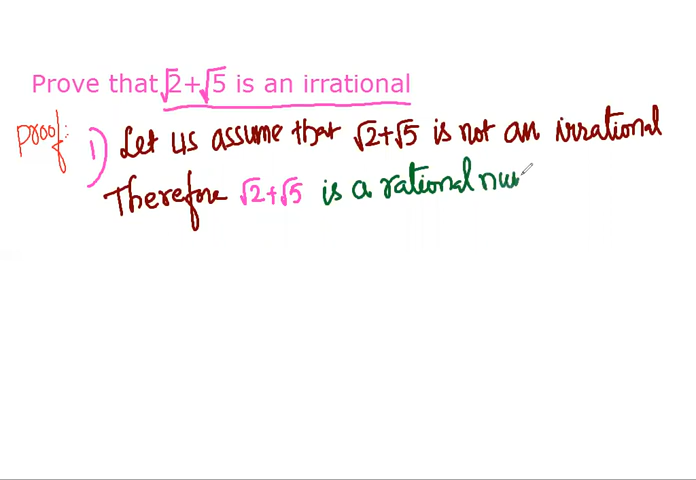 Prove that √2+√5 is an irrational
Proof:
1) Let us assume that √2+√5 is not an irrational
Therefore √2+√5 is a rational num